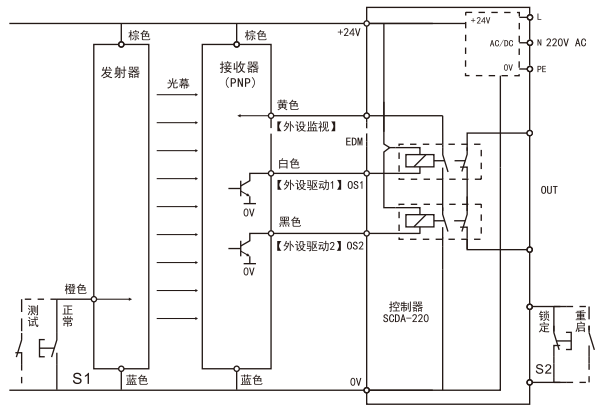 L
+24V
+24V
AC/DC
N 220V AC
0V
PE
棕色
棕色
发射器
接收器
(PNP)
光幕
黄色
【外设监视】
EDM
白色
【外设驱动1】OS1
0V
OUT
黑色
【外设驱动2】OS2
0V
橙色
测试
正常
控制器
SCDA-220
锁定
重启
S1
蓝色
蓝色
0V
S2